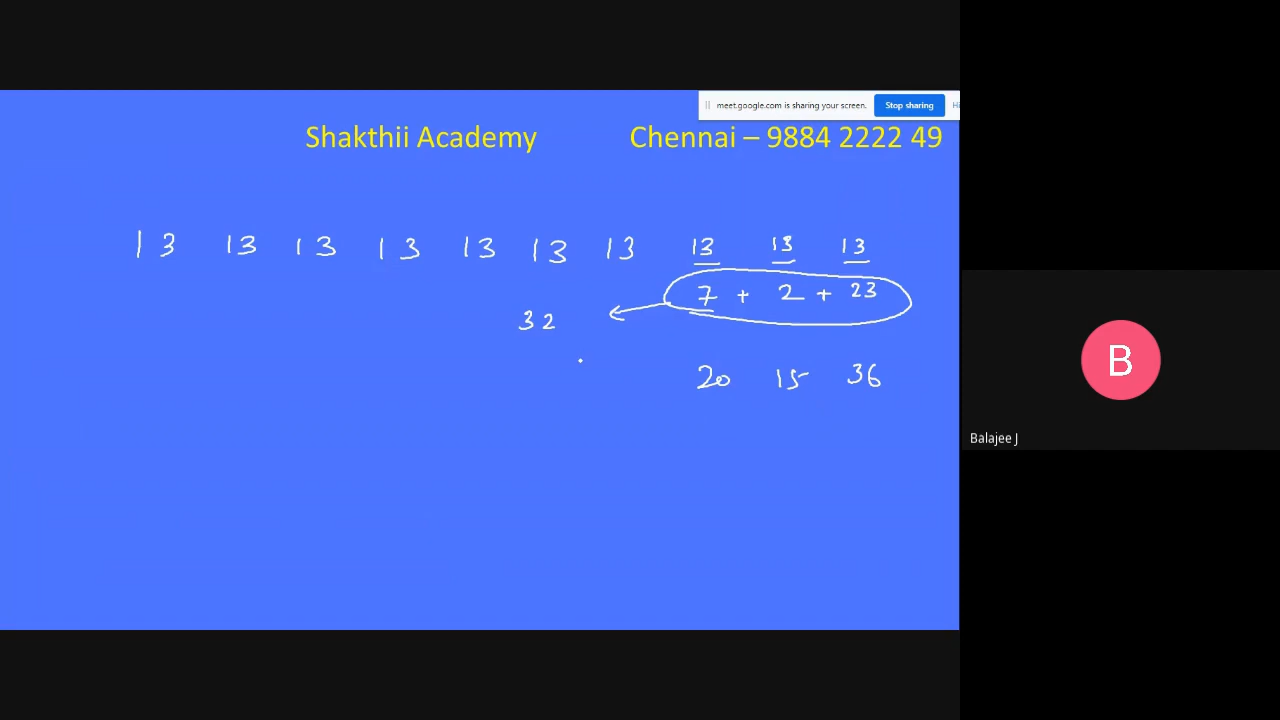 meet.google.com is sharing your screen. Stop sharing Hi
Shakthii Academy Chennai – 9884 2222 49
13 13 13 13 13 13 13 13 13 13
7 + 2 + 23
32
20 15 36
B
Balajee J